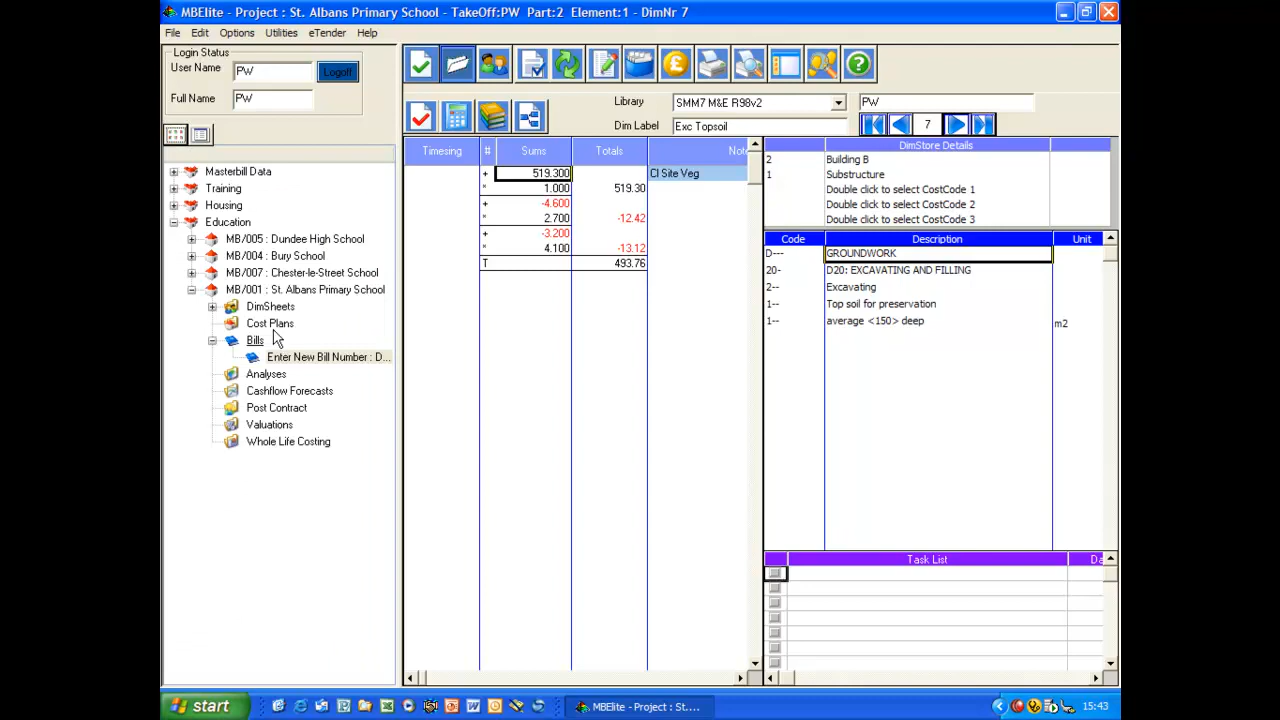 MBElite - Project : St. Albans Primary School - TakeOff:PW Part:2 Element:1 - DimNr 7
File Edit Options Utilities eTender Help
Login Status
User Name PW Logoff
Full Name PW
Library SMM7 M&E R98v2 PW
Dim Label Exc Topsoil 7
Masterbill Data
Training
Housing
Education
MB/005 : Dundee High School
MB/004 : Bury School
MB/007 : Chester-le-Street School
MB/001 : St. Albans Primary School
DimSheets
Cost Plans
Bills
Enter New Bill Number : D...
Analyses
Cashflow Forecasts
Post Contract
Valuations
Whole Life Costing
Timesing # Sums Totals Not
+ 519.300 Cl Site Veg
* 1.000 519.30
+ -4.600
* 2.700 -12.42
+ -3.200
* 4.100 -13.12
T 493.76
DimStore Details
2 Building B
1 Substructure
Double click to select CostCode 1
Double click to select CostCode 2
Double click to select CostCode 3
Code Description Unit
D--- GROUNDWORK
20- D20: EXCAVATING AND FILLING
2-- Excavating
1-- Top soil for preservation
1-- average <150> deep m2
Task List Da
start MBElite - Project : St.... 15:43